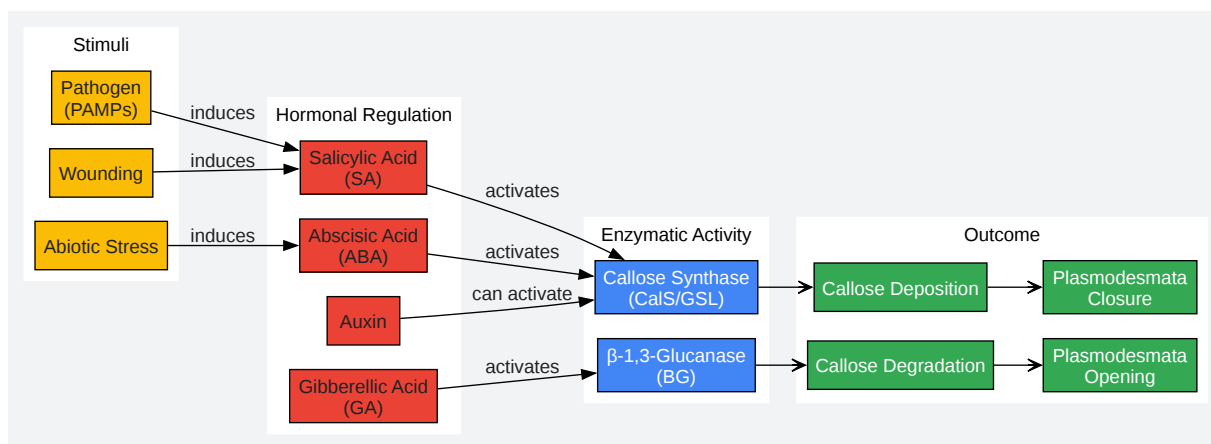 Stimuli
Pathogen
(PAMPs)
Wounding
Abiotic Stress
induces
induces
induces
Hormonal Regulation
Salicylic Acid
(SA)
Abscisic Acid
(ABA)
Auxin
Gibberellic Acid
(GA)
activates
activates
can activate
activates
Enzymatic Activity
Callose Synthase
(CalS/GSL)
β-1,3-Glucanase
(BG)
Outcome
Callose Deposition
Plasmodesmata
Closure
Callose Degradation
Plasmodesmata
Opening